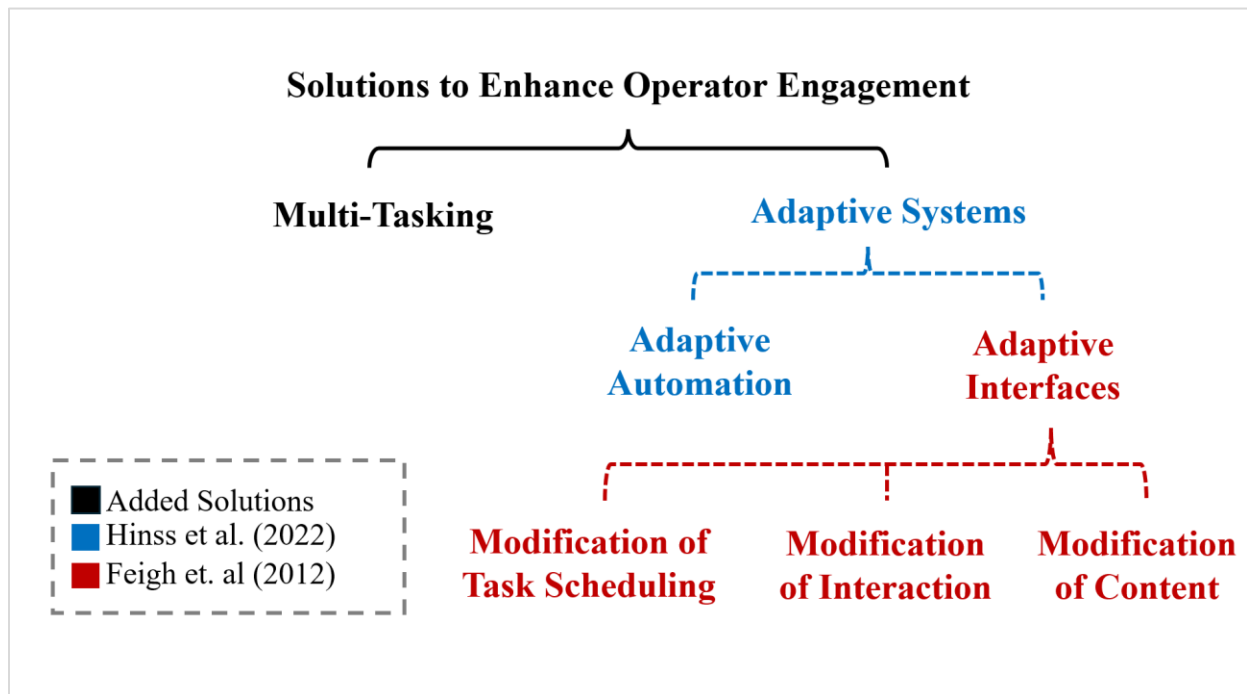 Solutions to Enhance Operator Engagement
Multi-Tasking
Adaptive Systems
Adaptive
Automation
Adaptive
Interfaces
Modification of
Task Scheduling
Modification
of Interaction
Modification
of Content
Added Solutions
Hinss et al. (2022)
Feigh et. al (2012)